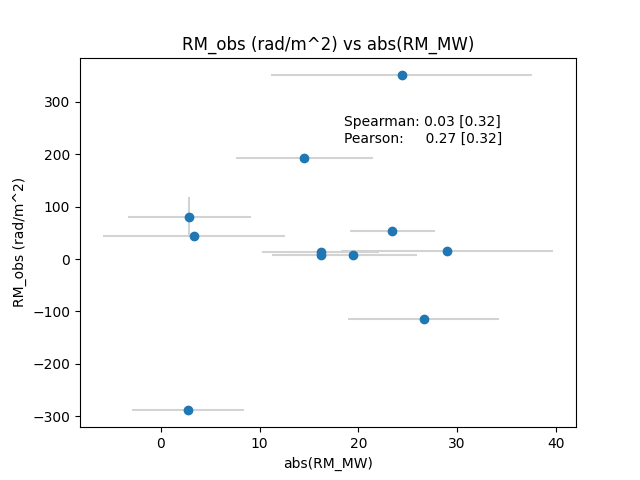 RM_obs (rad/m^2) vs abs(RM_MW)
Spearman: 0.03 [0.32]
Pearson: 0.27 [0.32]
300
200
100
0
−100
−200
−300
RM_obs (rad/m^2)
0 10 20 30 40
abs(RM_MW)